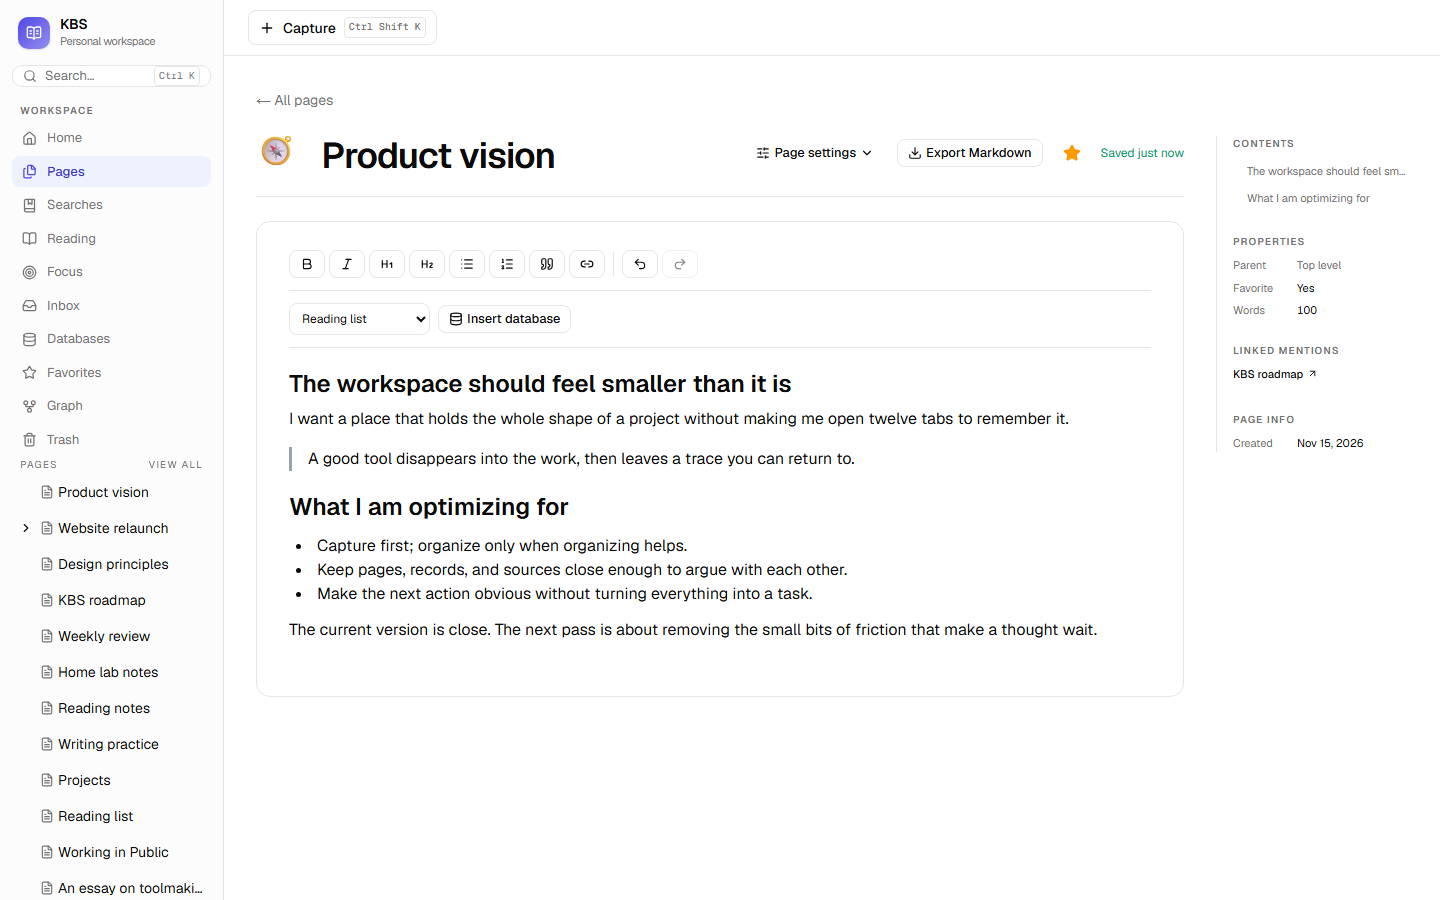 KBS
Personal workspace
Search...
Ctrl K
WORKSPACE
Home
Pages
Searches
Reading
Focus
Inbox
Databases
Favorites
Graph
Trash
PAGES
VIEW ALL
Product vision
Website relaunch
Design principles
KBS roadmap
Weekly review
Home lab notes
Reading notes
Writing practice
Projects
Reading list
Working in Public
An essay on toolmaki...
Capture Ctrl Shift K
← All pages
Product vision
Page settings
Export Markdown
Saved just now
B I H1 H2
Reading list
Insert database
The workspace should feel smaller than it is
I want a place that holds the whole shape of a project without making me open twelve tabs to remember it.
A good tool disappears into the work, then leaves a trace you can return to.
What I am optimizing for
• Capture first; organize only when organizing helps.
• Keep pages, records, and sources close enough to argue with each other.
• Make the next action obvious without turning everything into a task.
The current version is close. The next pass is about removing the small bits of friction that make a thought wait.
CONTENTS
The workspace should feel sm...
What I am optimizing for
PROPERTIES
Parent Top level
Favorite Yes
Words 100
LINKED MENTIONS
KBS roadmap ↗
PAGE INFO
Created Nov 15, 2026